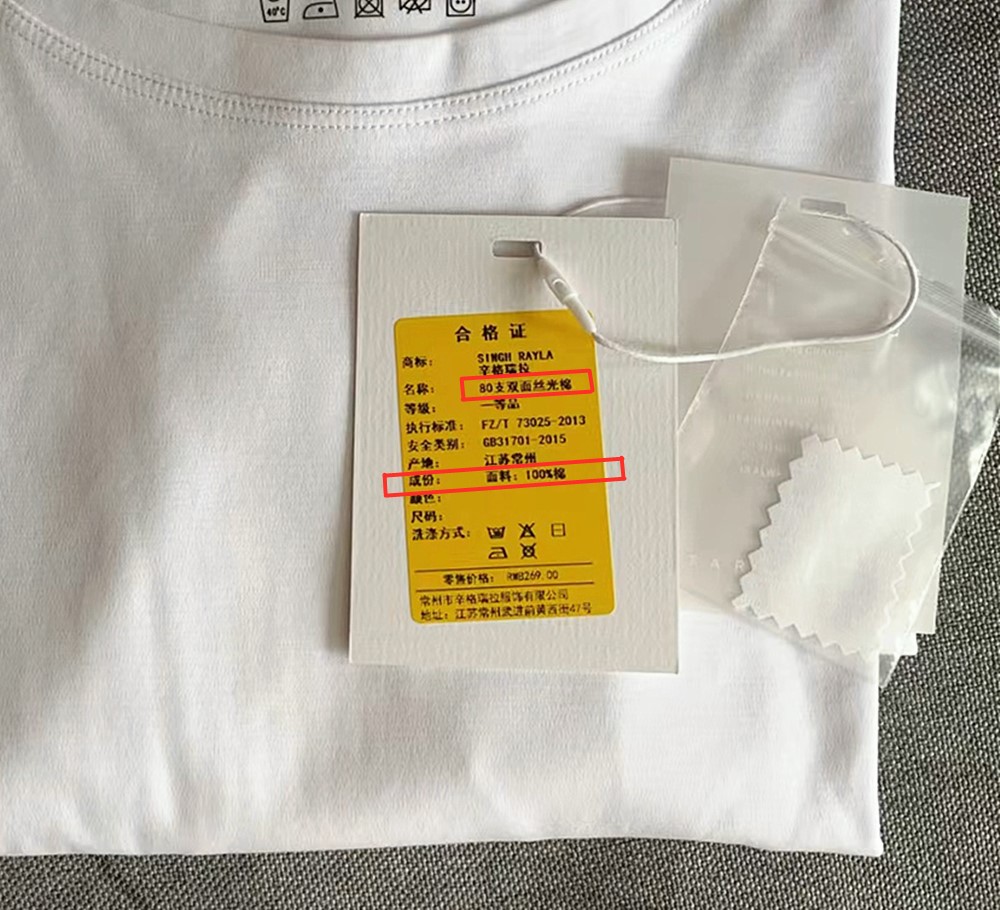 40°C
合格证
商标: SINGH RAYLA
辛格瑞拉
名称: 80支双面丝光棉
等级: 一等品
执行标准: FZ/T 73025-2013
安全类别: GB31701-2015
产地: 江苏常州
成份: 面料: 100%棉
颜色:
尺码:
洗涤方式:
零售价格: RMB269.00
常州市辛格瑞拉服饰有限公司
地址: 江苏常州武进前黄西街47号